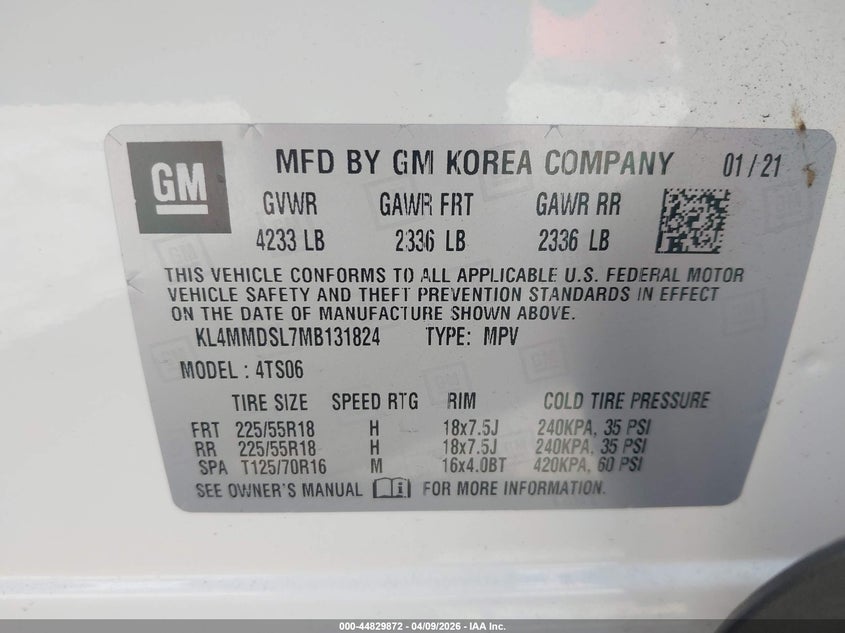 GM
MFD BY GM KOREA COMPANY 01/21
GVWR GAWR FRT GAWR RR
4233 LB 2336 LB 2336 LB
THIS VEHICLE CONFORMS TO ALL APPLICABLE U.S. FEDERAL MOTOR
VEHICLE SAFETY AND THEFT PREVENTION STANDARDS IN EFFECT
ON THE DATE OF MANUFACTURE SHOWN ABOVE.
KL4MMDSL7MB131824 TYPE: MPV
MODEL : 4TS06
TIRE SIZE SPEED RTG RIM COLD TIRE PRESSURE
FRT 225/55R18 H 18x7.5J 240KPA, 35 PSI
RR 225/55R18 H 18x7.5J 240KPA, 35 PSI
SPA T125/70R16 M 16x4.0BT 420KPA, 60 PSI
SEE OWNER'S MANUAL FOR MORE INFORMATION.
000-44829872 - 04/09/2026 - IAA Inc.